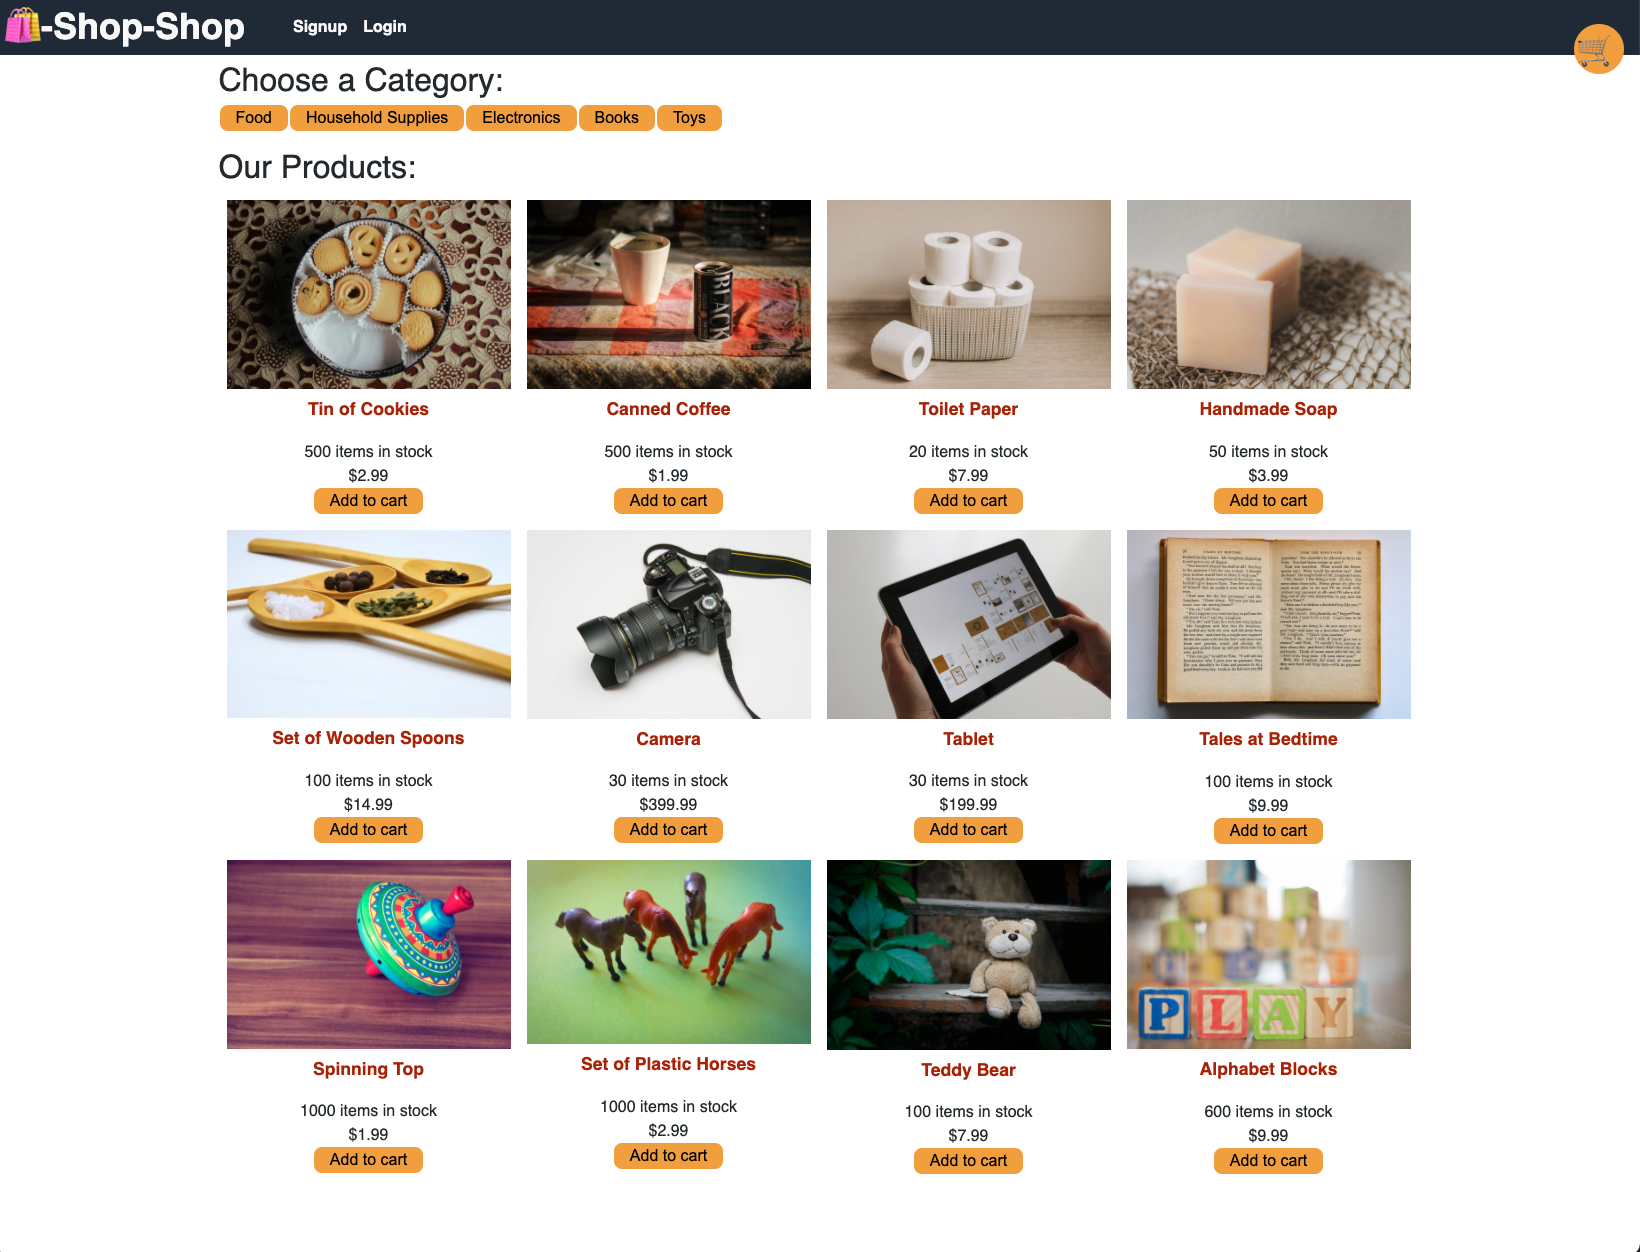 -Shop-Shop
Signup Login
Choose a Category:
Food Household Supplies Electronics Books Toys
Our Products:
BLACK
Tin of Cookies
500 items in stock
$2.99
Add to cart
Canned Coffee
500 items in stock
$1.99
Add to cart
Toilet Paper
20 items in stock
$7.99
Add to cart
Handmade Soap
50 items in stock
$3.99
Add to cart
TALES AT BEDTIME
Set of Wooden Spoons
100 items in stock
$14.99
Add to cart
Camera
30 items in stock
$399.99
Add to cart
Tablet
30 items in stock
$199.99
Add to cart
Tales at Bedtime
100 items in stock
$9.99
Add to cart
PLAY
Spinning Top
1000 items in stock
$1.99
Add to cart
Set of Plastic Horses
1000 items in stock
$2.99
Add to cart
Teddy Bear
100 items in stock
$7.99
Add to cart
Alphabet Blocks
600 items in stock
$9.99
Add to cart